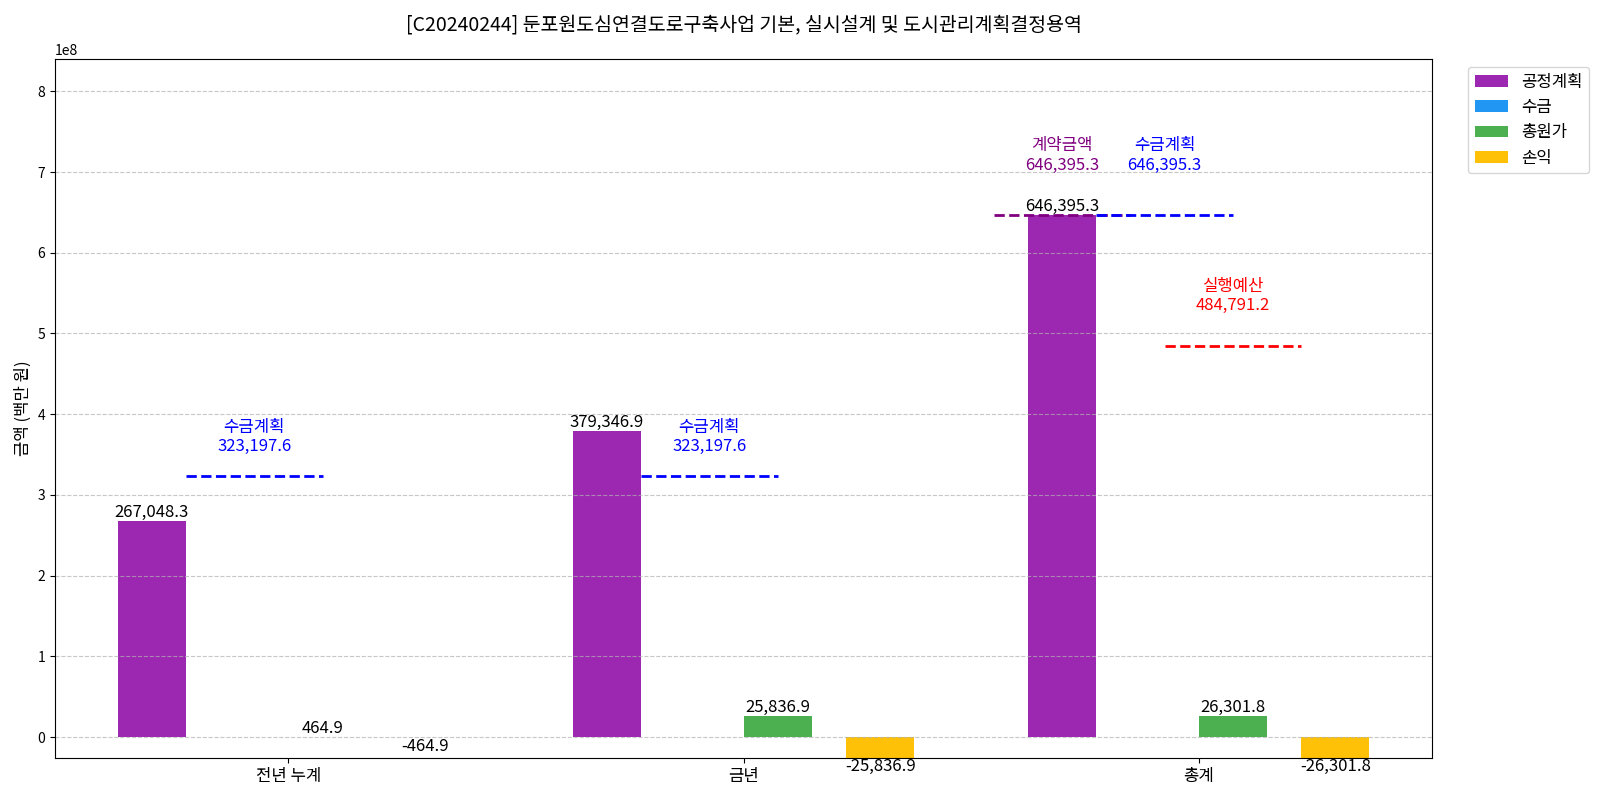 [C20240244] 둔포원도심연결도로구축사업 기본, 실시설계 및 도시관리계획결정용역
1e8
금액 (백만 원)
8
7
6
5
4
3
2
1
0
267,048.3
수금계획
323,197.6
464.9
-464.9
379,346.9
수금계획
323,197.6
25,836.9
-25,836.9
계약금액
646,395.3
646,395.3
수금계획
646,395.3
실행예산
484,791.2
26,301.8
-26,301.8
전년 누계
금년
총계
공정계획
수금
총원가
손익